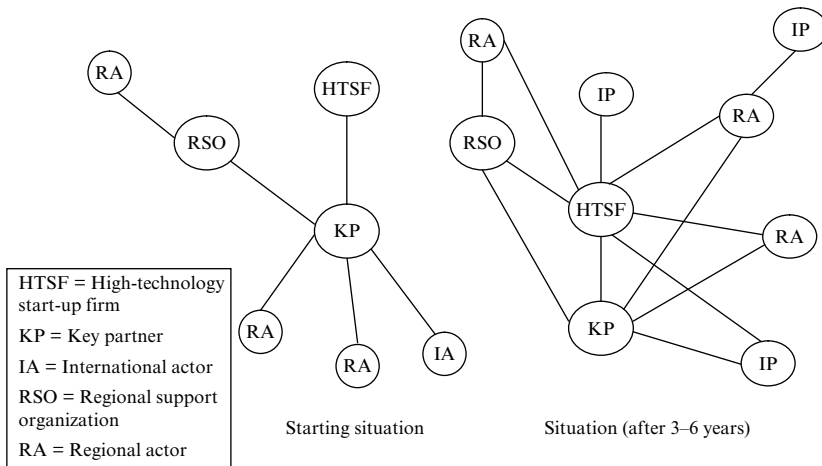 RA
HTSF
RSO
KP
RA
RA
IA
Starting situation
RA
IP
IP
RSO
RA
HTSF
RA
KP
IP
Situation (after 3–6 years)
HTSF = High-technology
start-up firm
KP = Key partner
IA = International actor
RSO = Regional support
organization
RA = Regional actor